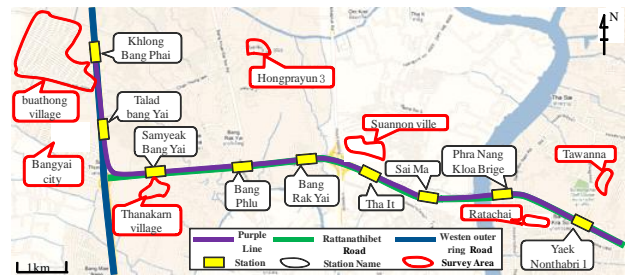 N
Khlong
Bang Phai
Hongprayun 3
buathong
village
Talad
bang Yai
Suannon ville
Samyeak
Bang Yai
Phra Nang
Kloa Brige
Tawanna
Bangyai
city
Sai Ma
Bang
Phlu
Bang
Rak Yai
Tha It
Thanakarn
village
Ratachai
Yaek
Nonthabri 1
Purple
Line
Rattanathibet
Road
Westen outer
ring Road
Station
Station Name
Survey Area
1km